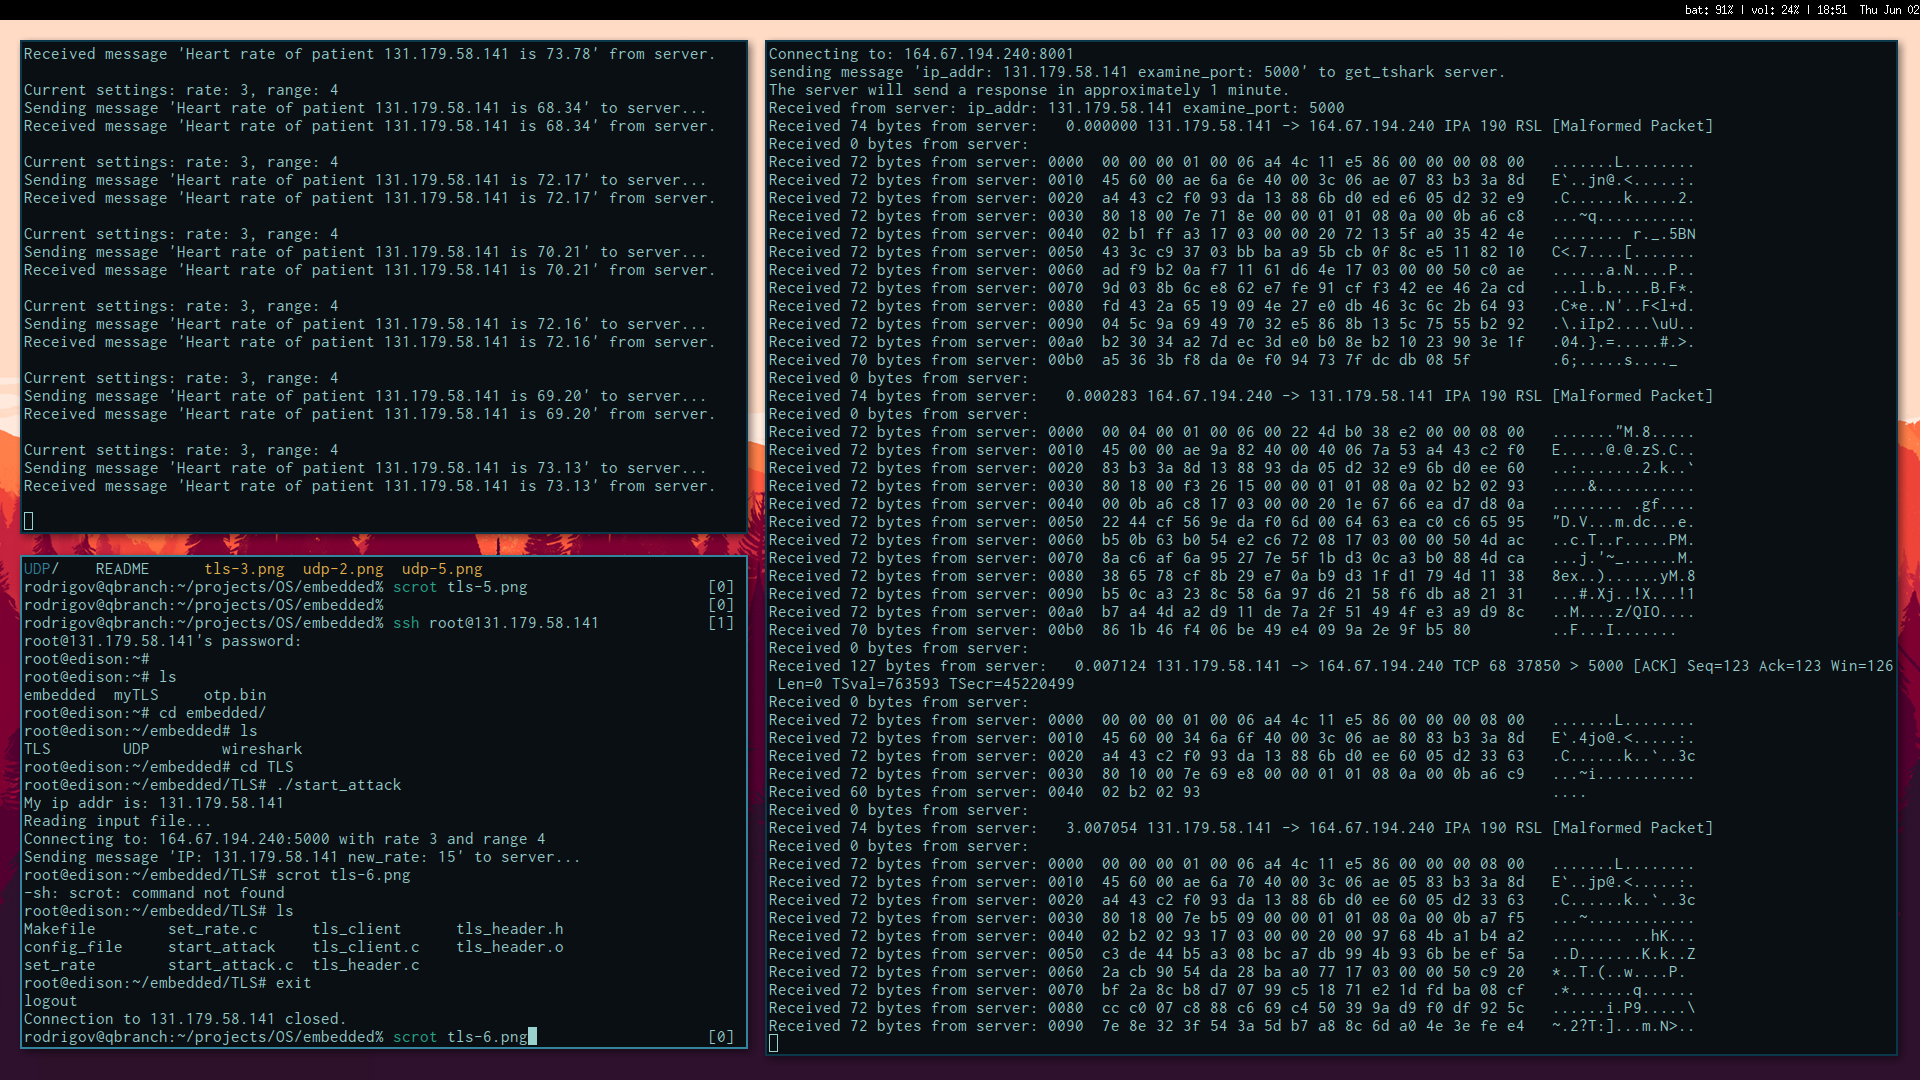 bat: 91% | vol: 24% | 18:51  Thu Jun 02
Received message 'Heart rate of patient 131.179.58.141 is 73.78' from server.
Current settings: rate: 3, range: 4
Sending message 'Heart rate of patient 131.179.58.141 is 68.34' to server...
Received message 'Heart rate of patient 131.179.58.141 is 68.34' from server.
Current settings: rate: 3, range: 4
Sending message 'Heart rate of patient 131.179.58.141 is 72.17' to server...
Received message 'Heart rate of patient 131.179.58.141 is 72.17' from server.
Current settings: rate: 3, range: 4
Sending message 'Heart rate of patient 131.179.58.141 is 70.21' to server...
Received message 'Heart rate of patient 131.179.58.141 is 70.21' from server.
Current settings: rate: 3, range: 4
Sending message 'Heart rate of patient 131.179.58.141 is 72.16' to server...
Received message 'Heart rate of patient 131.179.58.141 is 72.16' from server.
Current settings: rate: 3, range: 4
Sending message 'Heart rate of patient 131.179.58.141 is 69.20' to server...
Received message 'Heart rate of patient 131.179.58.141 is 69.20' from server.
Current settings: rate: 3, range: 4
Sending message 'Heart rate of patient 131.179.58.141 is 73.13' to server...
Received message 'Heart rate of patient 131.179.58.141 is 73.13' from server.
UDP/    README      tls-3.png  udp-2.png  udp-5.png
rodrigov@qbranch:~/projects/OS/embedded% scrot tls-5.png [0]
rodrigov@qbranch:~/projects/OS/embedded% [0]
rodrigov@qbranch:~/projects/OS/embedded% ssh root@131.179.58.141 [1]
root@131.179.58.141's password:
root@edison:~#
root@edison:~# ls
embedded  myTLS     otp.bin
root@edison:~# cd embedded/
root@edison:~/embedded# ls
TLS        UDP        wireshark
root@edison:~/embedded# cd TLS
root@edison:~/embedded/TLS# ./start_attack
My ip addr is: 131.179.58.141
Reading input file...
Connecting to: 164.67.194.240:5000 with rate 3 and range 4
Sending message 'IP: 131.179.58.141 new_rate: 15' to server...
root@edison:~/embedded/TLS# scrot tls-6.png
-sh: scrot: command not found
root@edison:~/embedded/TLS# ls
Makefile        set_rate.c      tls_client      tls_header.h
config_file     start_attack    tls_client.c    tls_header.o
set_rate        start_attack.c  tls_header.c
root@edison:~/embedded/TLS# exit
logout
Connection to 131.179.58.141 closed.
rodrigov@qbranch:~/projects/OS/embedded% scrot tls-6.png [0]
Connecting to: 164.67.194.240:8001
sending message 'ip_addr: 131.179.58.141 examine_port: 5000' to get_tshark server.
The server will send a response in approximately 1 minute.
Received from server: ip_addr: 131.179.58.141 examine_port: 5000
Received 74 bytes from server:   0.000000 131.179.58.141 -> 164.67.194.240 IPA 190 RSL [Malformed Packet]
Received 0 bytes from server:
Received 72 bytes from server: 0000  00 00 00 01 00 06 a4 4c 11 e5 86 00 00 00 08 00   .......L........
Received 72 bytes from server: 0010  45 60 00 ae 6a 6e 40 00 3c 06 ae 07 83 b3 3a 8d   E`..jn@.<.....:.
Received 72 bytes from server: 0020  a4 43 c2 f0 93 da 13 88 6b d0 ed e6 05 d2 32 e9   .C......k.....2.
Received 72 bytes from server: 0030  80 18 00 7e 71 8e 00 00 01 01 08 0a 00 0b a6 c8   ...~q...........
Received 72 bytes from server: 0040  02 b1 ff a3 17 03 00 00 20 72 13 5f a0 35 42 4e   ........ r._.5BN
Received 72 bytes from server: 0050  43 3c c9 37 03 bb ba a9 5b cb 0f 8c e5 11 82 10   C<.7....[.......
Received 72 bytes from server: 0060  ad f9 b2 0a f7 11 61 d6 4e 17 03 00 00 50 c0 ae   ......a.N....P..
Received 72 bytes from server: 0070  9d 03 8b 6c e8 62 e7 fe 91 cf f3 42 ee 46 2a cd   ...l.b.....B.F*.
Received 72 bytes from server: 0080  fd 43 2a 65 19 09 4e 27 e0 db 46 3c 6c 2b 64 93   .C*e..N'..F<l+d.
Received 72 bytes from server: 0090  04 5c 9a 69 49 70 32 e5 86 8b 13 5c 75 55 b2 92   .\.iIp2....\uU..
Received 72 bytes from server: 00a0  b2 30 34 a2 7d ec 3d e0 b0 8e b2 10 23 90 3e 1f   .04.}.=.....#.>.
Received 70 bytes from server: 00b0  a5 36 3b f8 da 0e f0 94 73 7f dc db 08 5f         .6;.....s...._
Received 0 bytes from server:
Received 74 bytes from server:   0.000283 164.67.194.240 -> 131.179.58.141 IPA 190 RSL [Malformed Packet]
Received 0 bytes from server:
Received 72 bytes from server: 0000  00 04 00 01 00 06 00 22 4d b0 38 e2 00 00 08 00   ......."M.8.....
Received 72 bytes from server: 0010  45 00 00 ae 9a 82 40 00 40 06 7a 53 a4 43 c2 f0   E.....@.@.zS.C..
Received 72 bytes from server: 0020  83 b3 3a 8d 13 88 93 da 05 d2 32 e9 6b d0 ee 60   ..:.......2.k..`
Received 72 bytes from server: 0030  80 18 00 f3 26 15 00 00 01 01 08 0a 02 b2 02 93   ....&...........
Received 72 bytes from server: 0040  00 0b a6 c8 17 03 00 00 20 1e 67 66 ea d7 d8 0a   ........ .gf....
Received 72 bytes from server: 0050  22 44 cf 56 9e da f0 6d 00 64 63 ea c0 c6 65 95   "D.V...m.dc...e.
Received 72 bytes from server: 0060  b5 0b 63 b0 54 e2 c6 72 08 17 03 00 00 50 4d ac   ..c.T..r.....PM.
Received 72 bytes from server: 0070  8a c6 af 6a 95 27 7e 5f 1b d3 0c a3 b0 88 4d ca   ...j.'~_......M.
Received 72 bytes from server: 0080  38 65 78 cf 8b 29 e7 0a b9 d3 1f d1 79 4d 11 38   8ex..)......yM.8
Received 72 bytes from server: 0090  b5 0c a3 23 8c 58 6a 97 d6 21 58 f6 db a8 21 31   ...#.Xj..!X...!1
Received 72 bytes from server: 00a0  b7 a4 4d a2 d9 11 de 7a 2f 51 49 4f e3 a9 d9 8c   ..M....z/QIO....
Received 70 bytes from server: 00b0  86 1b 46 f4 06 be 49 e4 09 9a 2e 9f b5 80         ..F...I.......
Received 0 bytes from server:
Received 127 bytes from server:   0.007124 131.179.58.141 -> 164.67.194.240 TCP 68 37850 > 5000 [ACK] Seq=123 Ack=123 Win=126
 Len=0 TSval=763593 TSecr=45220499
Received 0 bytes from server:
Received 72 bytes from server: 0000  00 00 00 01 00 06 a4 4c 11 e5 86 00 00 00 08 00   .......L........
Received 72 bytes from server: 0010  45 60 00 34 6a 6f 40 00 3c 06 ae 80 83 b3 3a 8d   E`.4jo@.<.....:.
Received 72 bytes from server: 0020  a4 43 c2 f0 93 da 13 88 6b d0 ee 60 05 d2 33 63   .C......k..`..3c
Received 72 bytes from server: 0030  80 10 00 7e 69 e8 00 00 01 01 08 0a 00 0b a6 c9   ...~i...........
Received 60 bytes from server: 0040  02 b2 02 93                                       ....
Received 0 bytes from server:
Received 74 bytes from server:   3.007054 131.179.58.141 -> 164.67.194.240 IPA 190 RSL [Malformed Packet]
Received 0 bytes from server:
Received 72 bytes from server: 0000  00 00 00 01 00 06 a4 4c 11 e5 86 00 00 00 08 00   .......L........
Received 72 bytes from server: 0010  45 60 00 ae 6a 70 40 00 3c 06 ae 05 83 b3 3a 8d   E`..jp@.<.....:.
Received 72 bytes from server: 0020  a4 43 c2 f0 93 da 13 88 6b d0 ee 60 05 d2 33 63   .C......k..`..3c
Received 72 bytes from server: 0030  80 18 00 7e b5 09 00 00 01 01 08 0a 00 0b a7 f5   ...~............
Received 72 bytes from server: 0040  02 b2 02 93 17 03 00 00 20 00 97 68 4b a1 b4 a2   ........ ..hK...
Received 72 bytes from server: 0050  c3 de 44 b5 a3 08 bc a7 db 99 4b 93 6b be ef 5a   ..D.......K.k..Z
Received 72 bytes from server: 0060  2a cb 90 54 da 28 ba a0 77 17 03 00 00 50 c9 20   *..T.(..w....P.
Received 72 bytes from server: 0070  bf 2a 8c b8 d7 07 99 c5 18 71 e2 1d fd ba 08 cf   .*.......q......
Received 72 bytes from server: 0080  cc c0 07 c8 88 c6 69 c4 50 39 9a d9 f0 df 92 5c   ......i.P9.....\
Received 72 bytes from server: 0090  7e 8e 32 3f 54 3a 5d b7 a8 8c 6d a0 4e 3e fe e4   ~.2?T:]...m.N>..